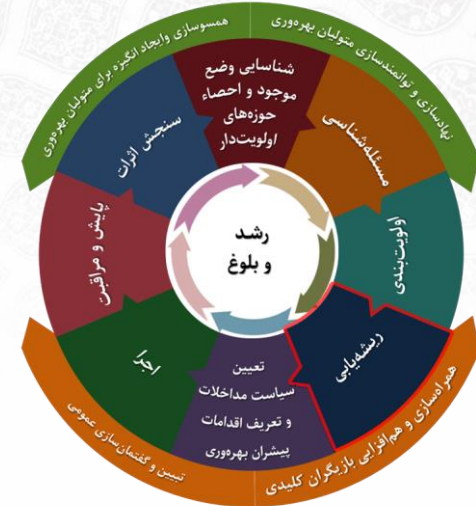 همسوسازی وایجاد انگیزه برای متولیان بهره‌وری
نهادسازی و توانمندسازی متولیان بهره‌وری
شناسایی وضع
موجود و احصاء
حوزه‌های
اولویت‌دار
مسئله‌شناسی
اولویت‌بندی
ریشه‌یابی
تعیین
سیاست مداخلات
و تعریف اقدامات
پیشران بهره‌وری
اجرا
پایش و مراقبت
سنجش اثرات
رشد
و بلوغ
همراه‌سازی و هم‌افزایی بازیگران کلیدی
تبیین و گفتمان‌سازی عمومی